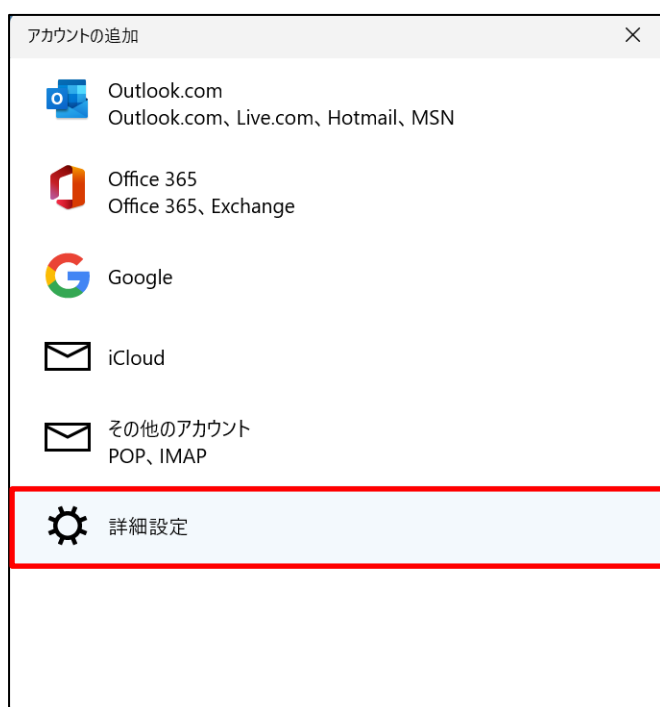 アカウントの追加
Outlook.com
Outlook.com、Live.com、Hotmail、MSN
Office 365
Office 365、Exchange
Google
iCloud
その他のアカウント
POP、IMAP
詳細設定